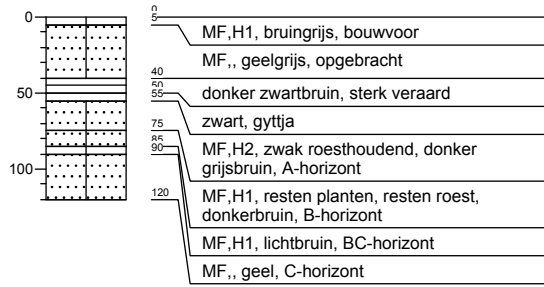 0
50
100
0
5
40
50
55
75
85
90
120
MF,H1, bruingrijs, bouwvoor
MF,, geelgrijs, opgebracht
donker zwartbruin, sterk veraard
zwart, gyttja
MF,H2, zwak roesthoudend, donker
grijsbruin, A-horizont
MF,H1, resten planten, resten roest,
donkerbruin, B-horizont
MF,H1, lichtbruin, BC-horizont
MF,, geel, C-horizont